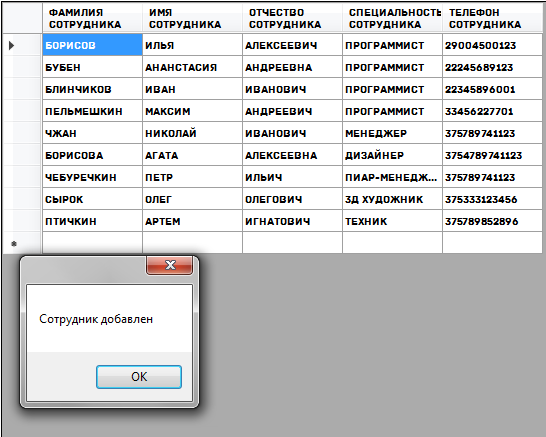 ФАМИЛИЯ СОТРУДНИКА ИМЯ СОТРУДНИКА ОТЧЕСТВО СОТРУДНИКА СПЕЦИАЛЬНОСТЬ СОТРУДНИКА ТЕЛЕФОН СОТРУДНИКА
БОРИСОВ ИЛЬЯ АЛЕКСЕЕВИЧ ПРОГРАММИСТ 29004500123
БУБЕН АНАНСТАСИЯ АНДРЕЕВНА ПРОГРАММИСТ 22245689123
БЛИНЧИКОВ ИВАН ИВАНОВИЧ ПРОГРАММИСТ 22345896001
ПЕЛЬМЕШКИН МАКСИМ АНДРЕЕВИЧ ПРОГРАММИСТ 33456227701
ЧЖАН НИКОЛАЙ ИВАНОВИЧ МЕНЕДЖЕР 375789741123
БОРИСОВА АГАТА АЛЕКСЕЕВНА ДИЗАЙНЕР 3754789741123
ЧЕБУРЕЧКИН ПЕТР ИЛЬИЧ ПИАР-МЕНЕДЖ... 375789741123
СЫРОК ОЛЕГ ОЛЕГОВИЧ 3Д ХУДОЖНИК 375333123456
ПТИЧКИН АРТЕМ ИГНАТОВИЧ ТЕХНИК 375789852896
Сотрудник добавлен
OK